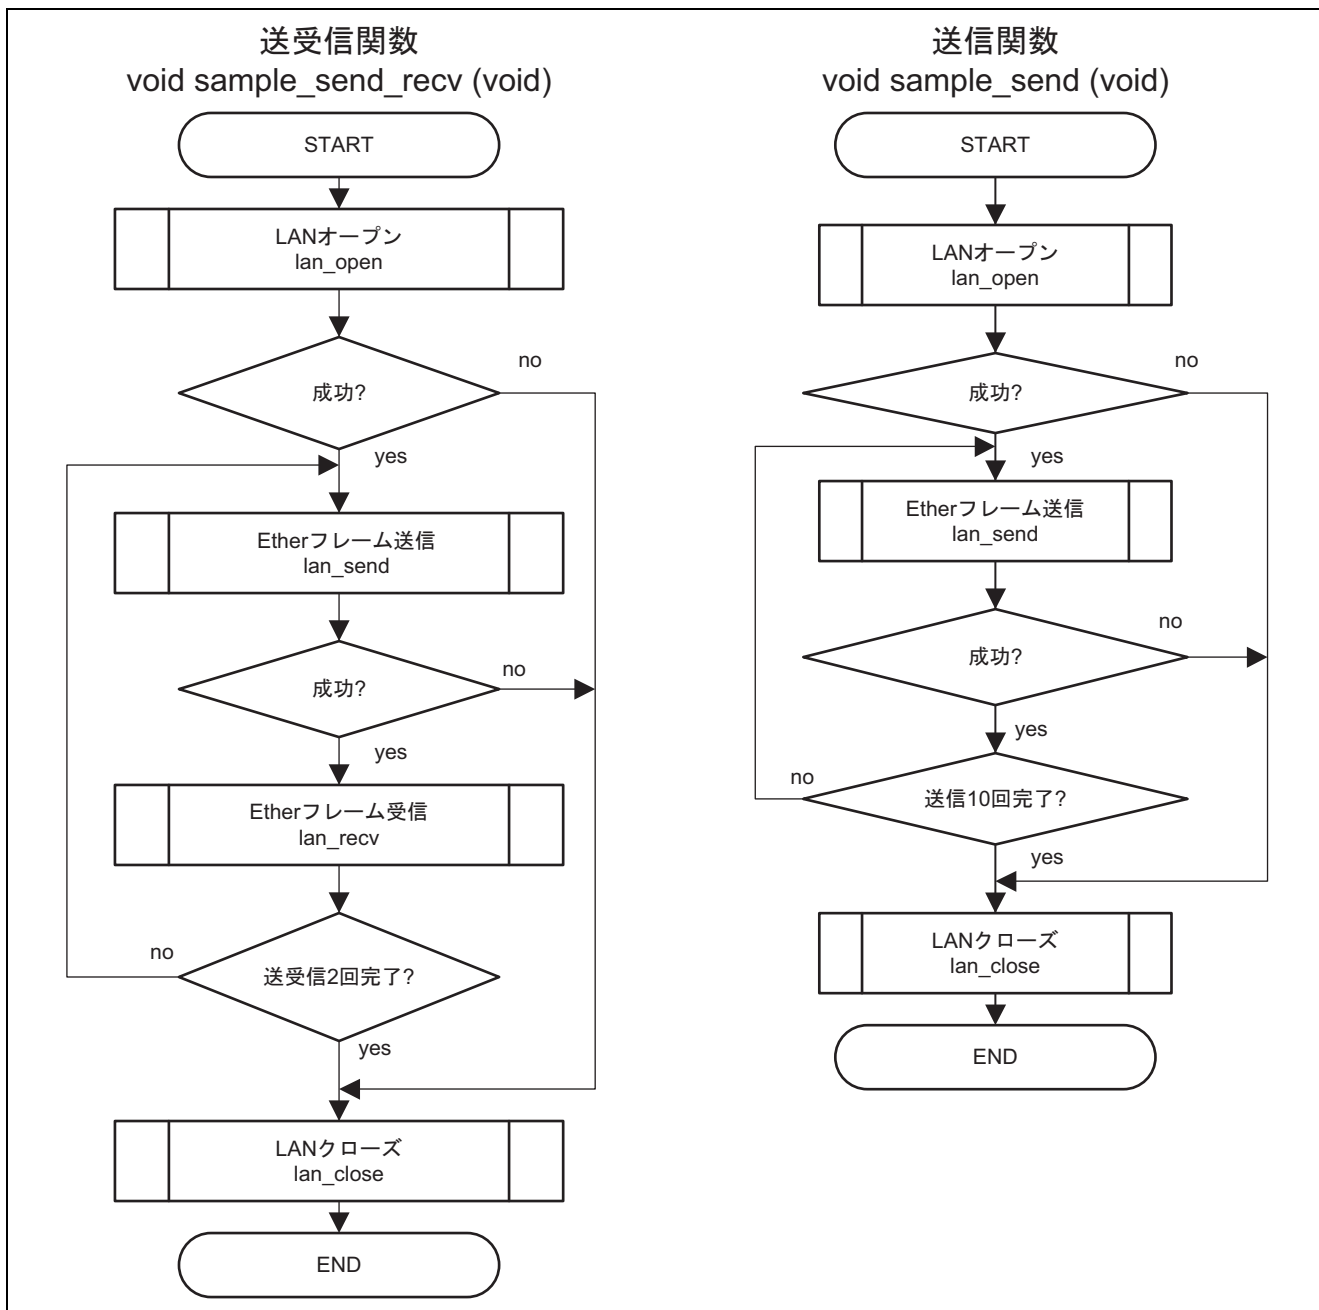 送受信関数
void sample_send_recv (void)
START
LANオープン
lan_open
成功?
no
yes
Etherフレーム送信
lan_send
成功?
no
yes
Etherフレーム受信
lan_recv
送受信2回完了?
no
yes
LANクローズ
lan_close
END
送信関数
void sample_send (void)
START
LANオープン
lan_open
成功?
no
yes
Etherフレーム送信
lan_send
成功?
no
yes
送信10回完了?
no
yes
LANクローズ
lan_close
END